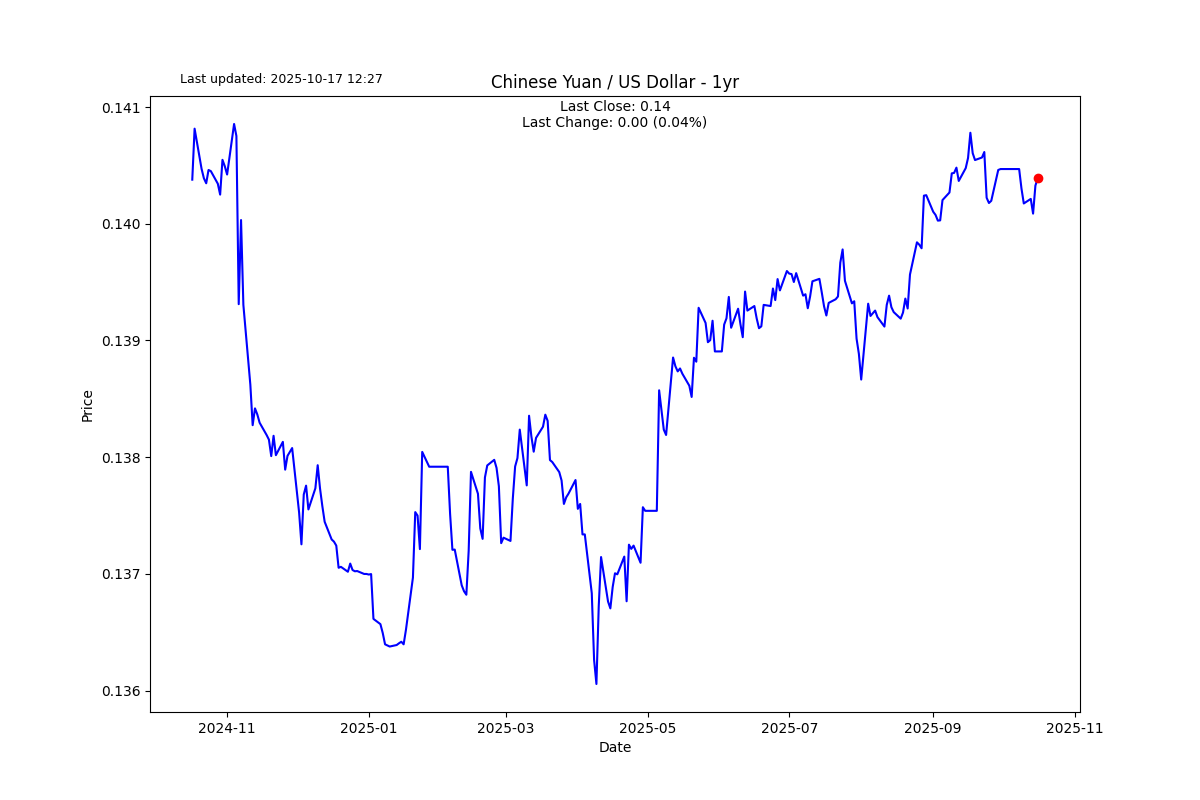 Last updated: 2025-10-17 12:27
Chinese Yuan / US Dollar - 1yr
Last Close: 0.14
Last Change: 0.00 (0.04%)
Price
0.141
0.140
0.139
0.138
0.137
0.136
2024-11
2025-01
2025-03
2025-05
2025-07
2025-09
2025-11
Date